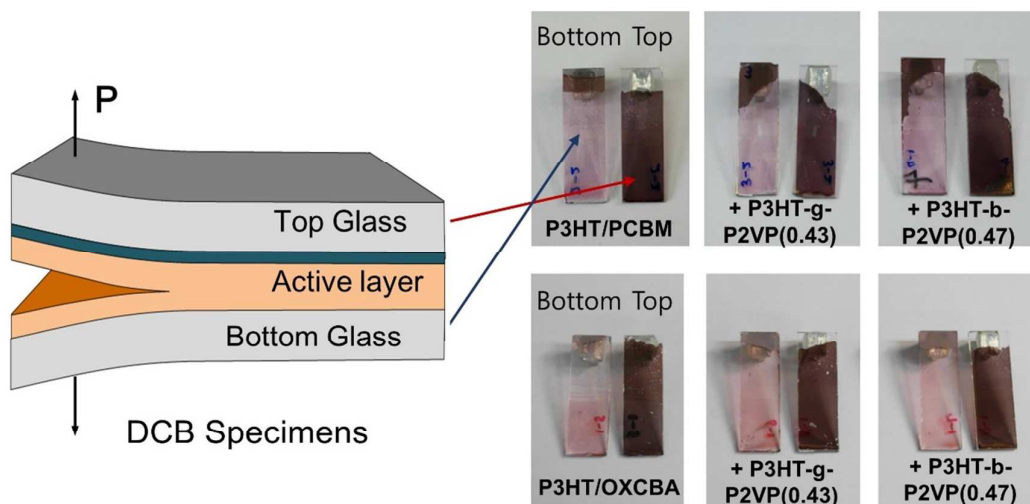 P
Top Glass
Active layer
Bottom Glass
DCB Specimens
Bottom Top
P3HT/PCBM
+ P3HT-g-
P2VP(0.43)
+ P3HT-b-
P2VP(0.47)
Bottom Top
P3HT/OXCBA
+ P3HT-g-
P2VP(0.43)
+ P3HT-b-
P2VP(0.47)